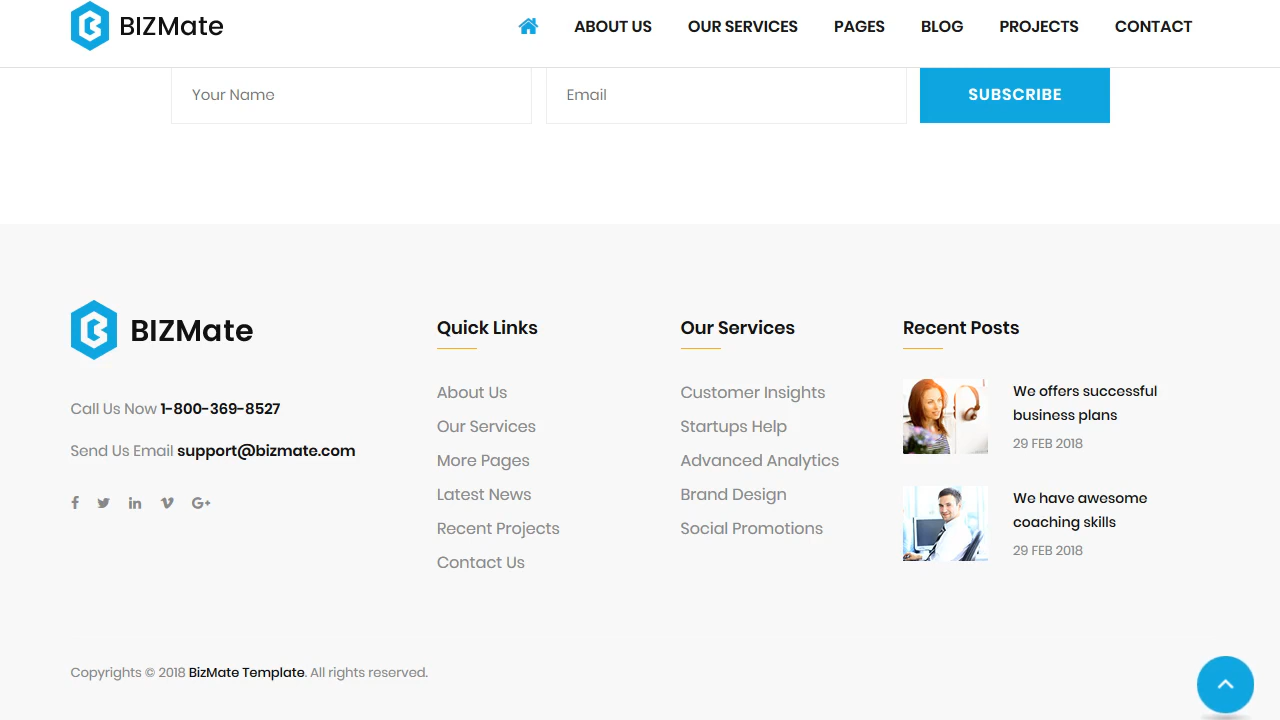 BIZMate
ABOUT US
OUR SERVICES
PAGES
BLOG
PROJECTS
CONTACT
Your Name
Email
SUBSCRIBE
BIZMate
Call Us Now 1-800-369-8527
Send Us Email support@bizmate.com
Quick Links
About Us
Our Services
More Pages
Latest News
Recent Projects
Contact Us
Our Services
Customer Insights
Startups Help
Advanced Analytics
Brand Design
Social Promotions
Recent Posts
We offers successful
business plans
29 FEB 2018
We have awesome
coaching skills
29 FEB 2018
Copyrights © 2018 BizMate Template. All rights reserved.